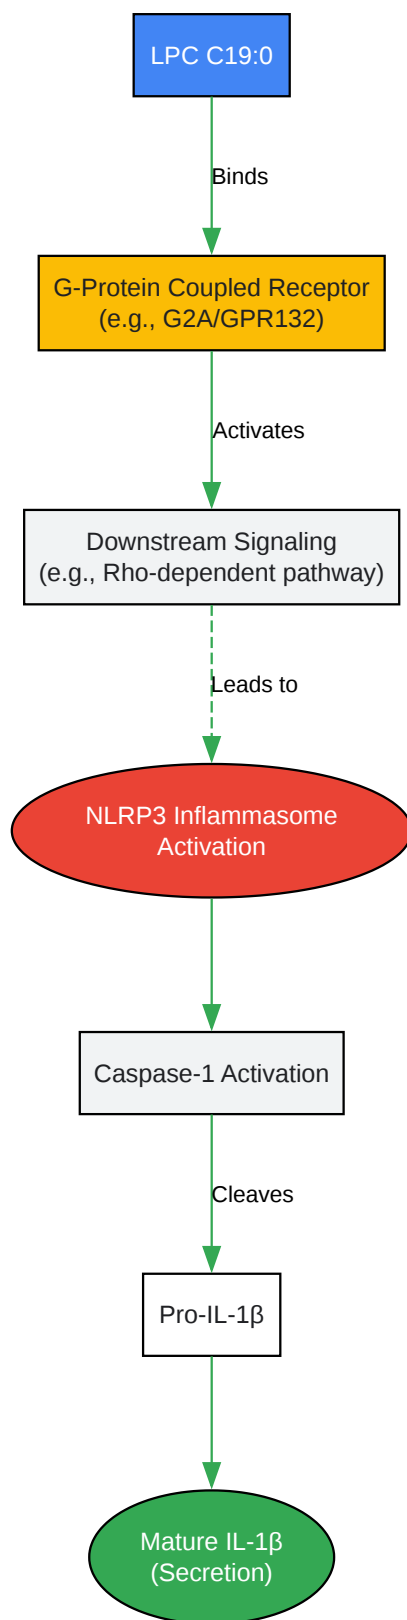 LPC C19:0
Binds
G-Protein Coupled Receptor
(e.g., G2A/GPR132)
Activates
Downstream Signaling
(e.g., Rho-dependent pathway)
Leads to
NLRP3 Inflammasome
Activation
Caspase-1 Activation
Cleaves
Pro-IL-1β
Mature IL-1β
(Secretion)